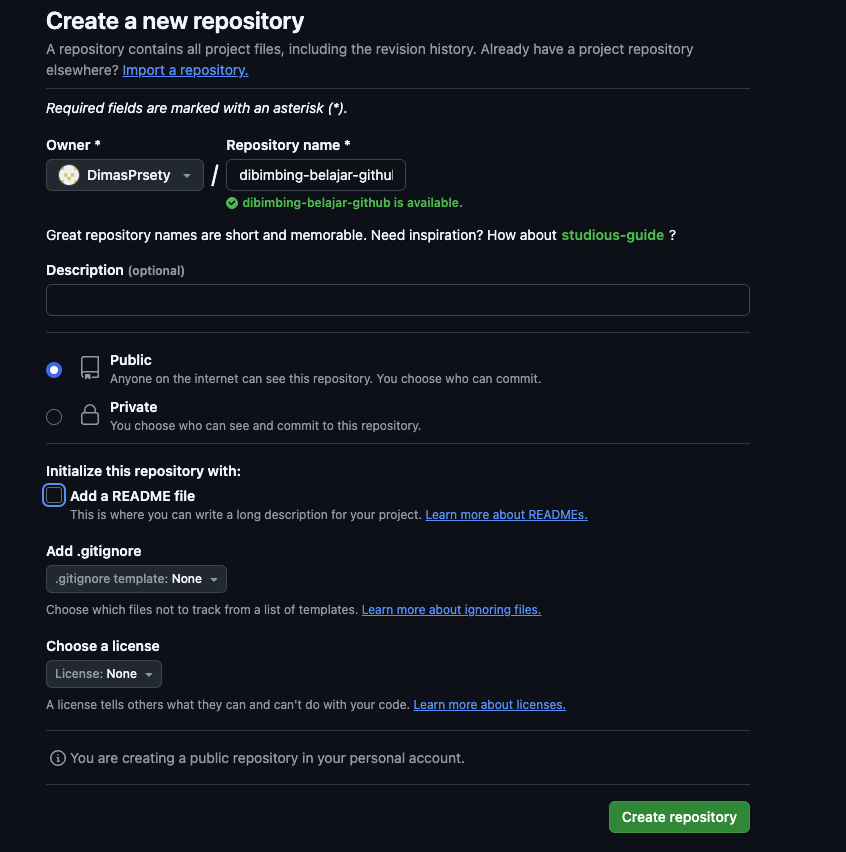 Create a new repository
A repository contains all project files, including the revision history. Already have a project repository
elsewhere? Import a repository.
Required fields are marked with an asterisk (*).
Owner *
Repository name *
DimasPrsety
/
dibimbing-belajar-githu
dibimbing-belajar-github is available.
Great repository names are short and memorable. Need inspiration? How about studious-guide ?
Description (optional)
Public
Anyone on the internet can see this repository. You choose who can commit.
Private
You choose who can see and commit to this repository.
Initialize this repository with:
Add a README file
This is where you can write a long description for your project. Learn more about READMEs.
Add .gitignore
.gitignore template: None
Choose which files not to track from a list of templates. Learn more about ignoring files.
Choose a license
License: None
A license tells others what they can and can't do with your code. Learn more about licenses.
You are creating a public repository in your personal account.
Create repository